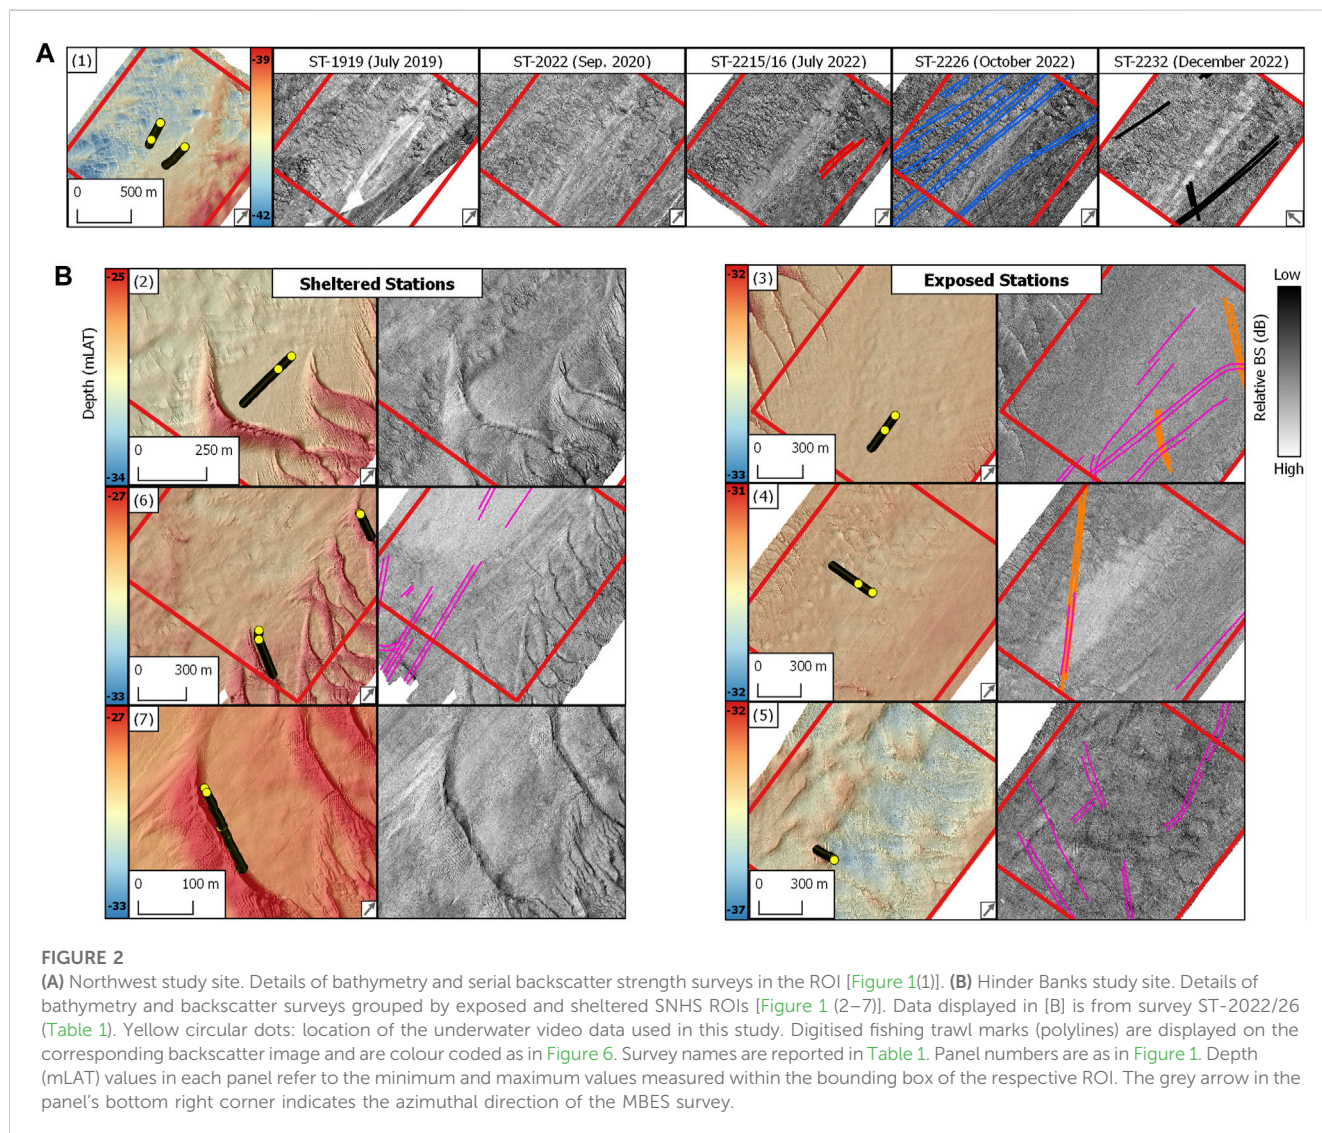 A
(1)
-39
-42
0 500 m
ST-1919 (July 2019)
ST-2022 (Sep. 2020)
ST-2215/16 (July 2022)
ST-2226 (October 2022)
ST-2232 (December 2022)
B
Depth (mLAT)
Sheltered Stations
-25
(2)
-34
0 250 m
-27
(6)
-33
0 300 m
-27
(7)
-33
0 100 m
Exposed Stations
-32
(3)
-33
0 300 m
-31
(4)
-32
0 300 m
-32
(5)
-37
0 300 m
Low
Relative BS (dB)
High
FIGURE 2
(A) Northwest study site. Details of bathymetry and serial backscatter strength surveys in the ROI [Figure 1(1)]. (B) Hinder Banks study site. Details of
bathymetry and backscatter surveys grouped by exposed and sheltered SNHS ROIs [Figure 1 (2–7)]. Data displayed in [B] is from survey ST-2022/26
(Table 1). Yellow circular dots: location of the underwater video data used in this study. Digitised fishing trawl marks (polylines) are displayed on the
corresponding backscatter image and are colour coded as in Figure 6. Survey names are reported in Table 1. Panel numbers are as in Figure 1. Depth
(mLAT) values in each panel refer to the minimum and maximum values measured within the bounding box of the respective ROI. The grey arrow in the
panel's bottom right corner indicates the azimuthal direction of the MBES survey.